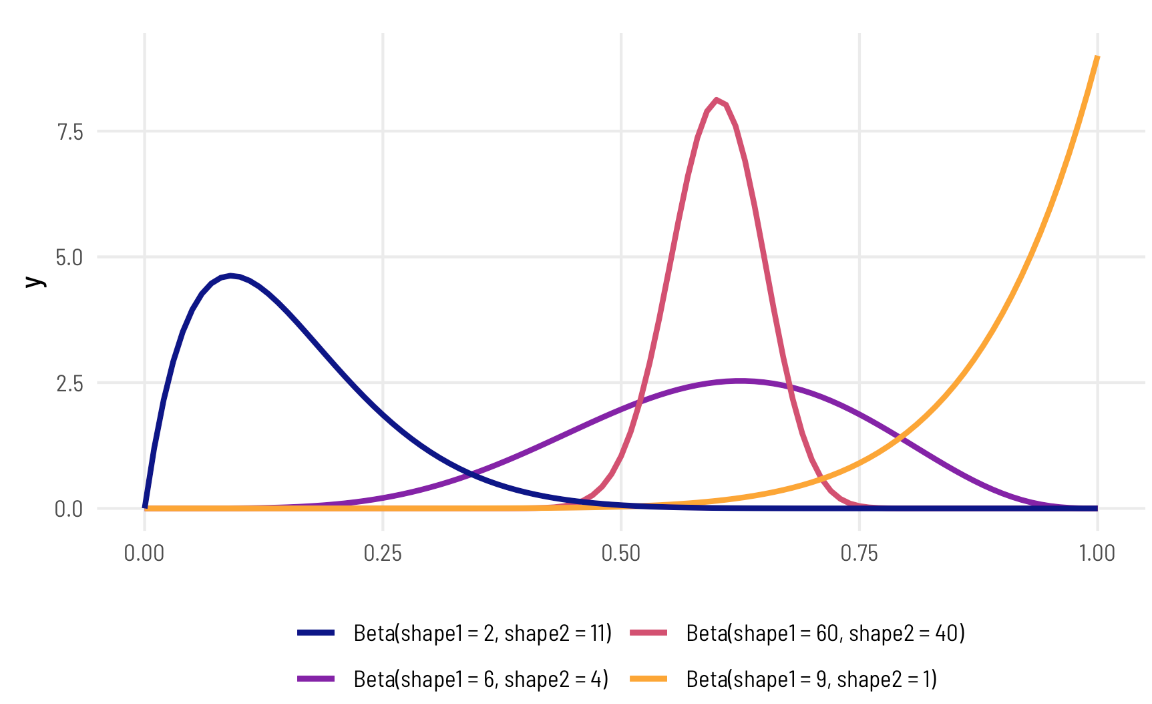 7.5
5.0
2.5
0.0
y
0.00 0.25 0.50 0.75 1.00
Beta(shape1 = 2, shape2 = 11) Beta(shape1 = 60, shape2 = 40)
Beta(shape1 = 6, shape2 = 4) Beta(shape1 = 9, shape2 = 1)